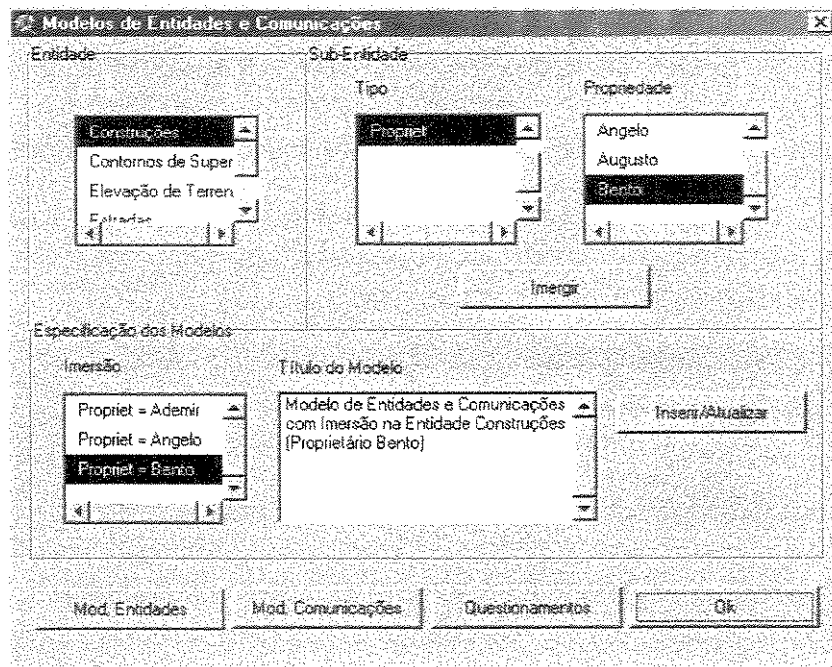 Modelos de Entidades e Comunicações
Entidade
Sub-Entidade
Tipo
Propriedade
Construções
Contornos de Super
Elevação de Terren
Estradas
Propriet
Angelo
Augusto
Bento
Imergir
Especificação dos Modelos
Imersão
Título do Modelo
Propriet = Ademir
Propriet = Angelo
Propriet = Bento
Modelo de Entidades e Comunicações
com Imersão na Entidade Construções
(Proprietário Bento)
Inserir/Atualizar
Mod. Entidades
Mod. Comunicações
Questionamentos
Ok